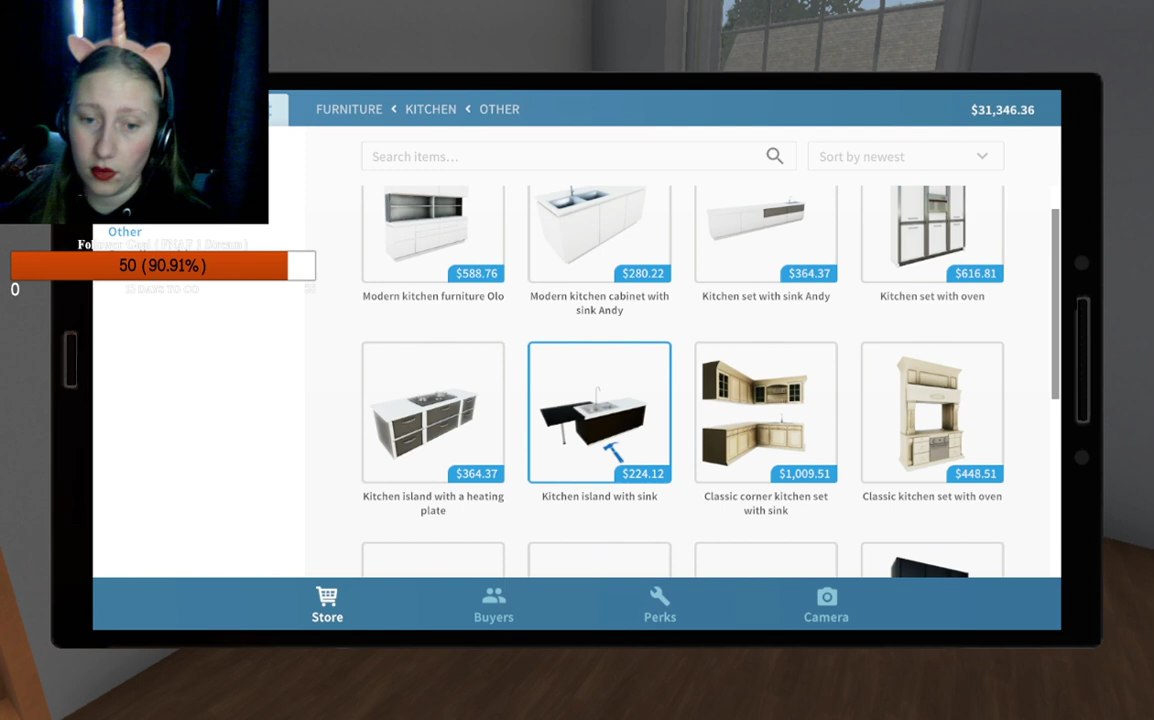 FURNITURE < KITCHEN < OTHER
$31,346.36
Search items...
Sort by newest
Other
50 (90.91%)
0
15 DAYS TO GO
$588.76
$280.22
$364.37
$616.81
Modern kitchen furniture Olo
Modern kitchen cabinet with
sink Andy
Kitchen set with sink Andy
Kitchen set with oven
$364.37
$224.12
$1,009.51
$448.51
Kitchen island with a heating
plate
Kitchen island with sink
Classic corner kitchen set
with sink
Classic kitchen set with oven
Store
Buyers
Perks
Camera